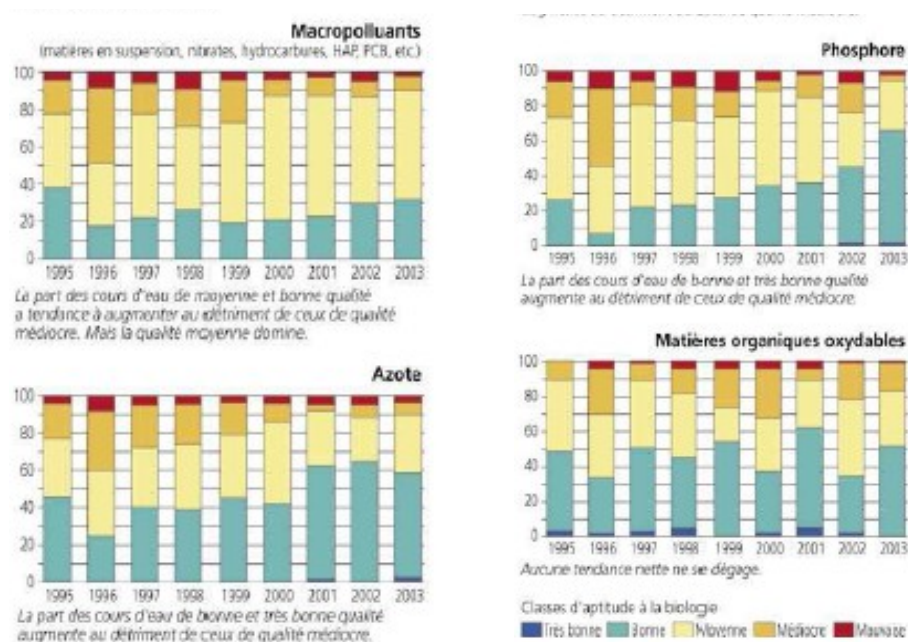 Macropolluants
(matières en suspension, nitrates, hydrocarbures, HAP, PCB, etc.)
100
80
60
40
20
0
1995 1996 1997 1998 1999 2000 2001 2002 2003
La part des cours d'eau de moyenne et bonne qualité
a tendance à augmenter au détriment de ceux de qualité
médiocre. Mais la qualité moyenne domine.
Azote
100
80
60
40
20
0
1995 1996 1997 1998 1999 2000 2001 2002 2003
La part des cours d'eau de bonne et très bonne qualité
augmente au détriment de ceux de qualité médiocre.
Phosphore
100
80
60
40
20
0
1995 1996 1997 1998 1999 2000 2001 2002 2003
La part des cours d'eau de bonne et très bonne qualité
augmente au détriment de ceux de qualité médiocre.
Matières organiques oxydables
100
80
60
40
20
0
1995 1996 1997 1998 1999 2000 2001 2002 2003
Aucune tendance nette ne se dégage.
Classes d'aptitude à la biologie
Très bonne Bonne Moyenne Médiocre Mauvaise